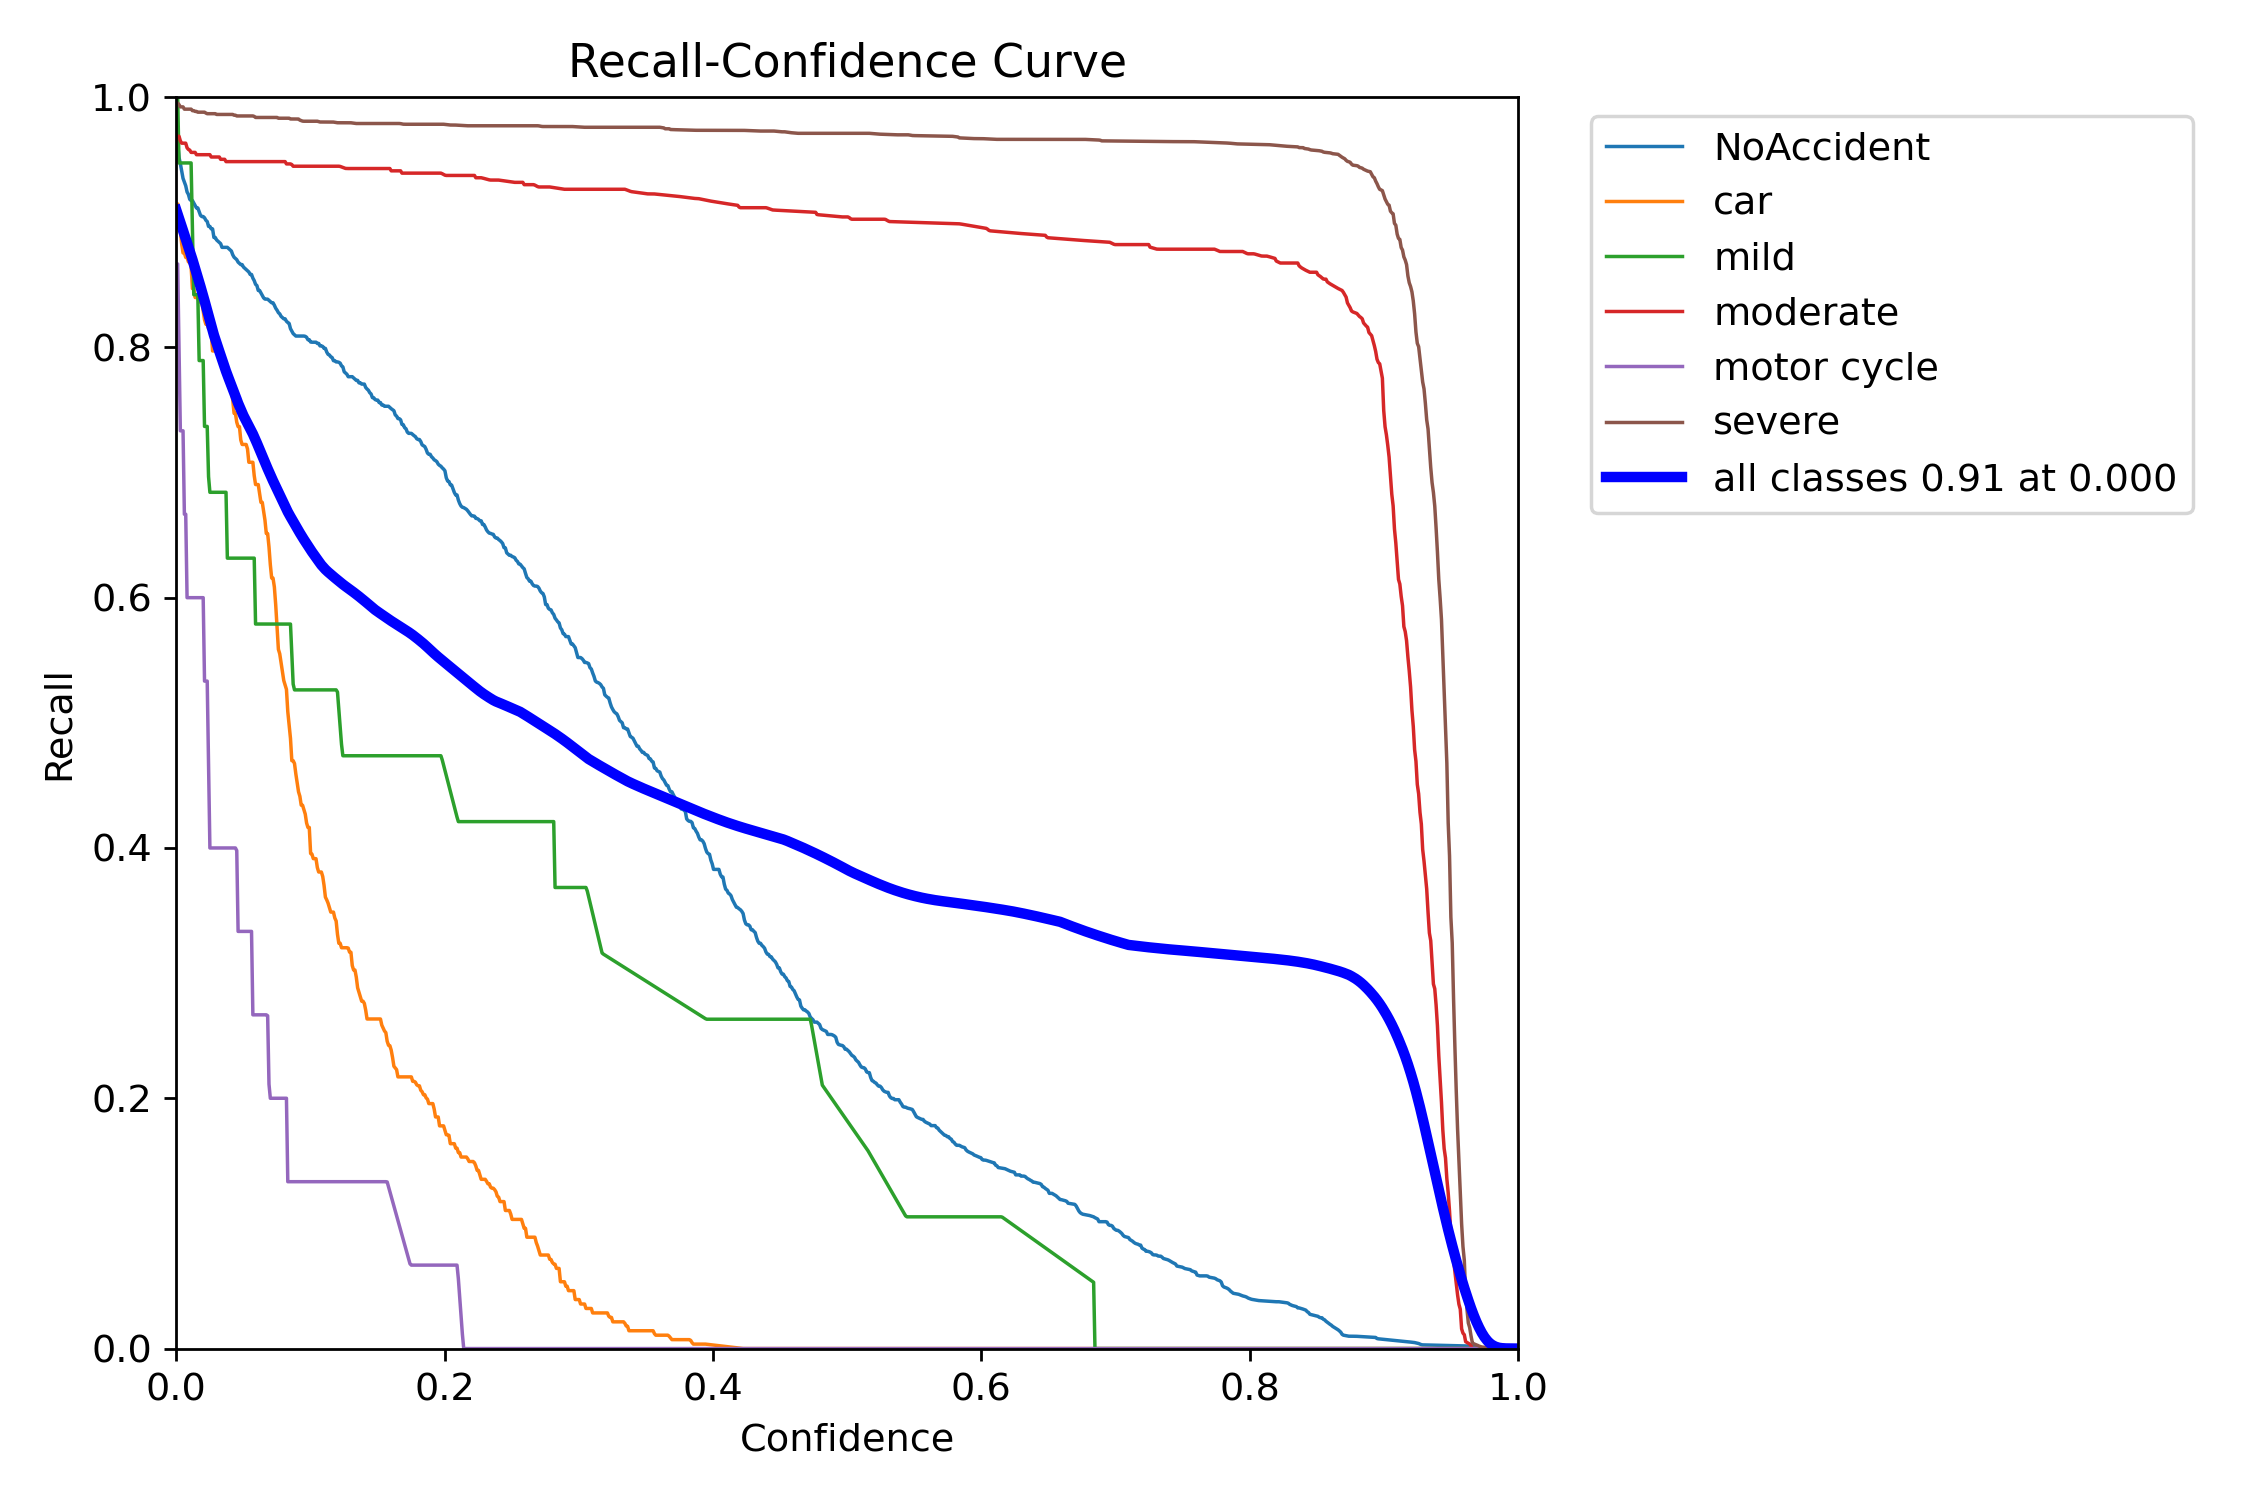 Recall-Confidence Curve
1.0
0.8
0.6
0.4
0.2
0.0
Recall
0.0 0.2 0.4 0.6 0.8 1.0
Confidence
NoAccident
car
mild
moderate
motor cycle
severe
all classes 0.91 at 0.000